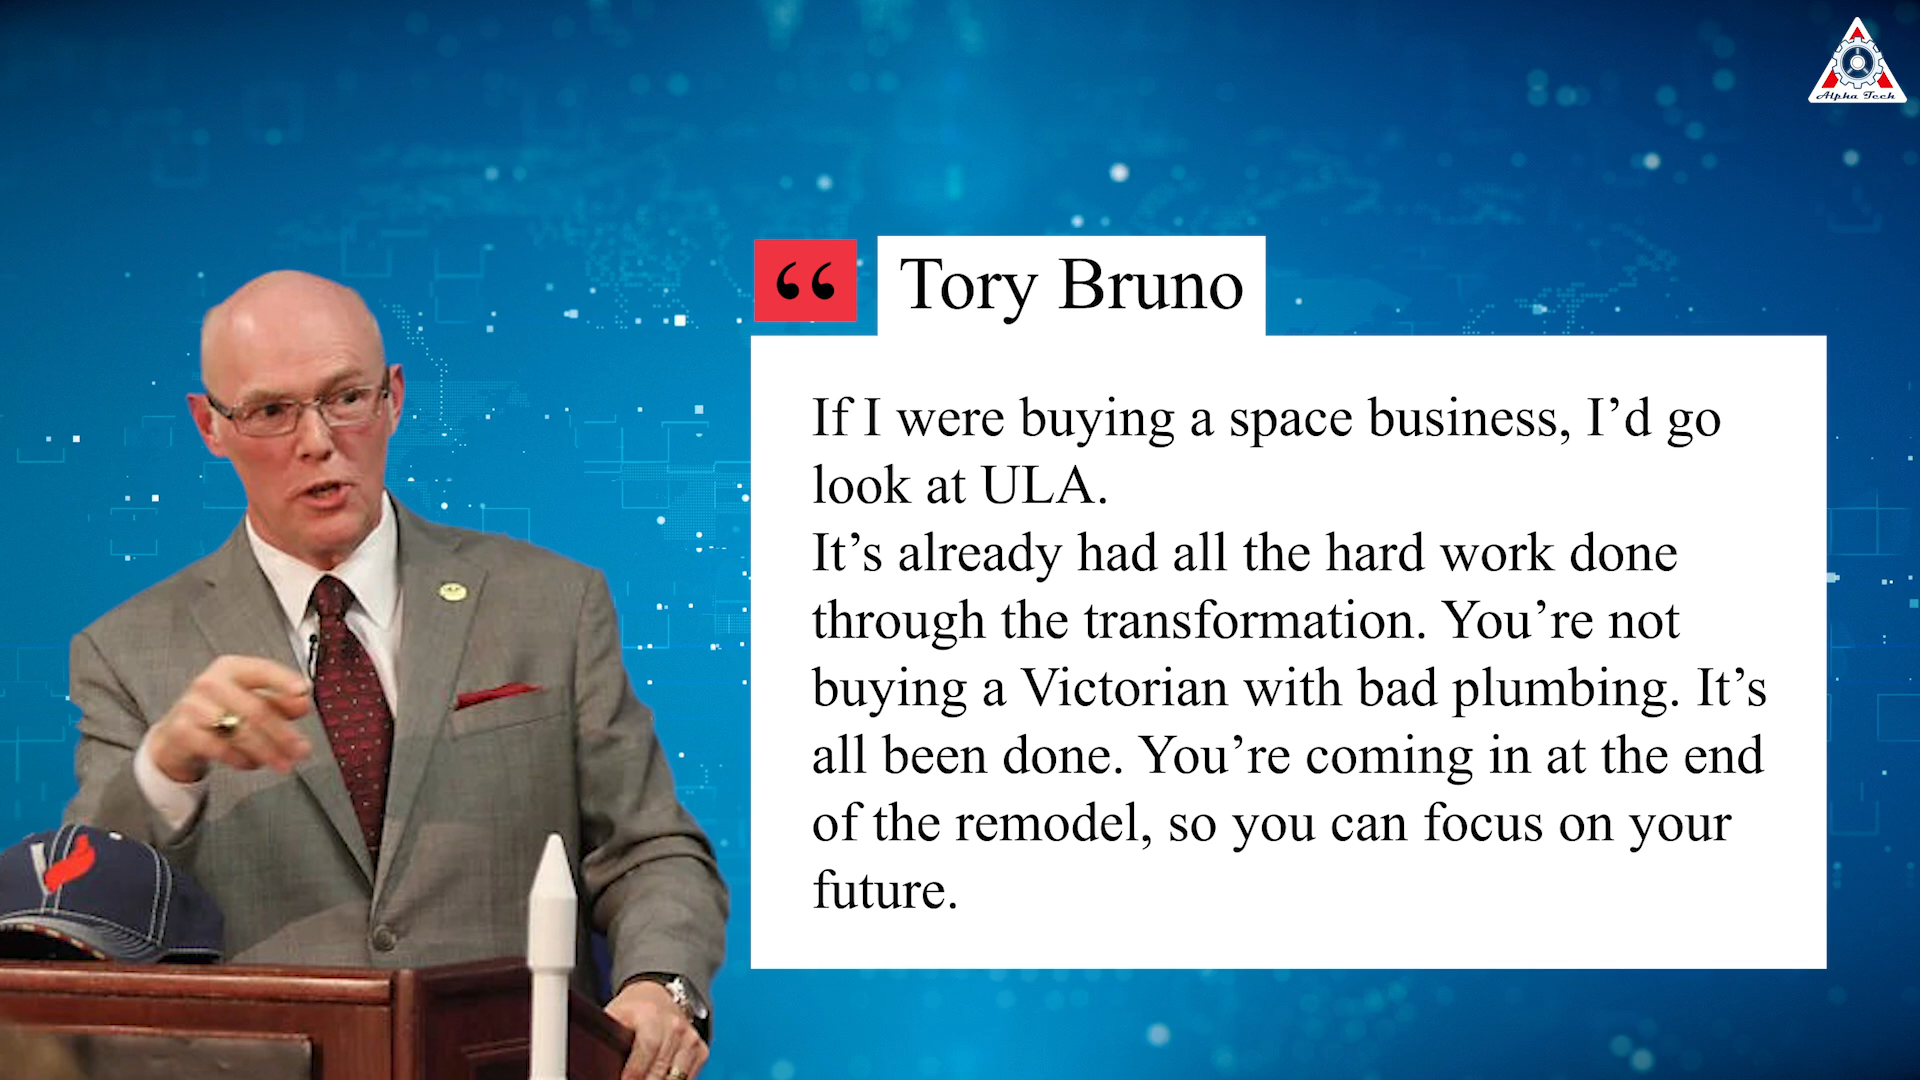 Alpha Tech
“ Tory Bruno
If I were buying a space business, I’d go
look at ULA.
It’s already had all the hard work done
through the transformation. You’re not
buying a Victorian with bad plumbing. It’s
all been done. You’re coming in at the end
of the remodel, so you can focus on your
future.